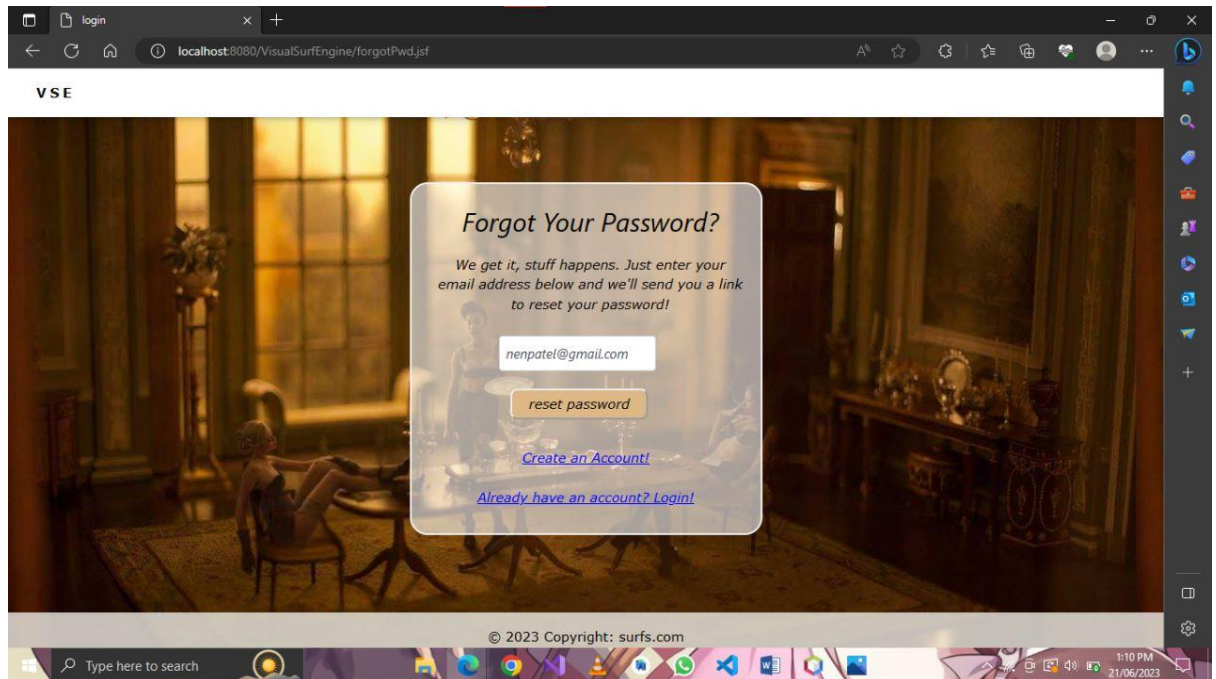 login
localhost:8080/VisualSurfEngine/forgotPwd.jsf
V S E
Forgot Your Password?
We get it, stuff happens. Just enter your
email address below and we'll send you a link
to reset your password!
nenpatel@gmail.com
reset password
Create an Account!
Already have an account? Login!
© 2023 Copyright: surfs.com
Type here to search
1:10 PM
21/06/2023